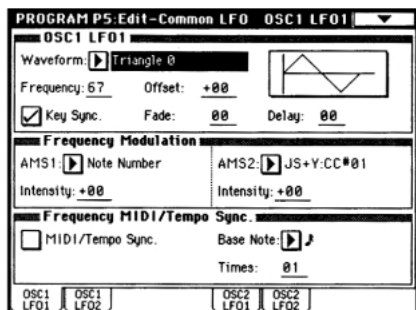 PROGRAM P5:Edit-Common LFO OSC1 LFO1
OSC1 LFO1
Waveform: Triangle 0
Frequency: 67 Offset: +00
Key Sync. Fade: 00 Delay: 00
Frequency Modulation
AMS1: Note Number AMS2: JS+Y:CC#01
Intensity: +00 Intensity: +00
Frequency MIDI/Tempo Sync.
MIDI/Tempo Sync. Base Note: ♪
Times: 01
OSC1 LFO1 OSC1 LFO2 OSC2 LFO1 OSC2 LFO2